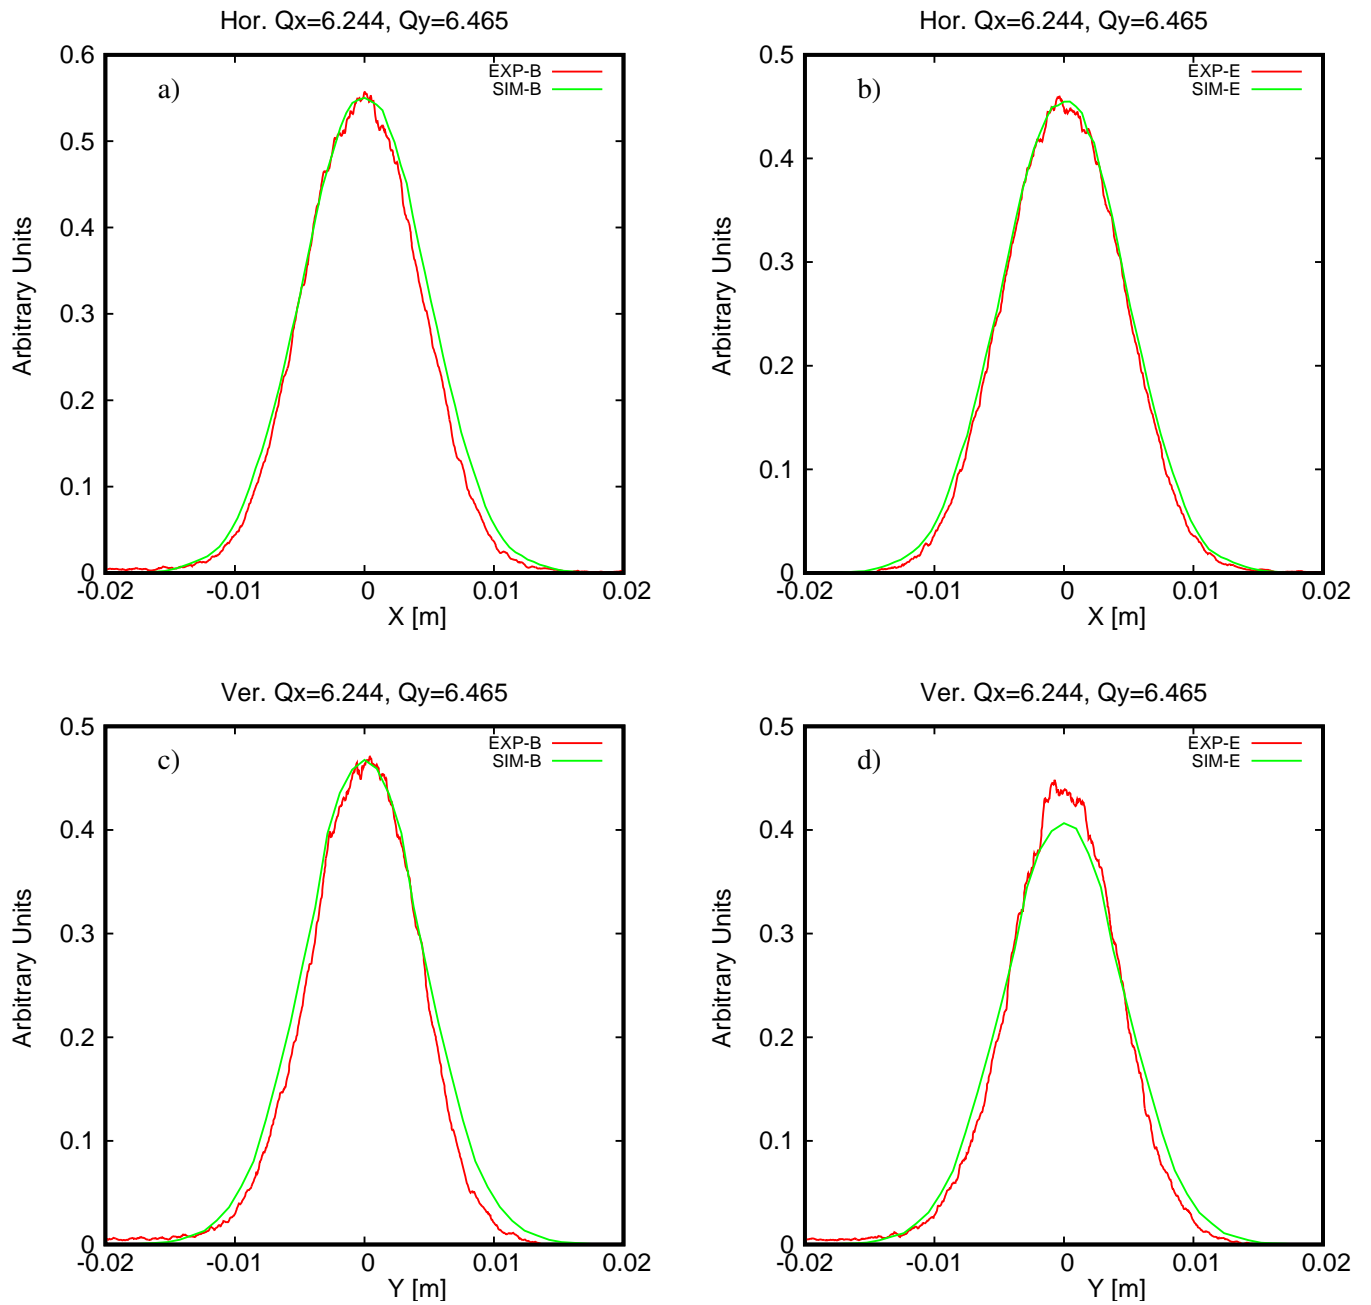 Hor. Qx=6.244, Qy=6.465
0.6
0.5
0.4
0.3
0.2
0.1
0
Arbitrary Units
a)
EXP-B
SIM-B
-0.02
-0.01
0
0.01
0.02
X [m]
Hor. Qx=6.244, Qy=6.465
0.5
0.4
0.3
0.2
0.1
0
Arbitrary Units
b)
EXP-E
SIM-E
-0.02
-0.01
0
0.01
0.02
X [m]
Ver. Qx=6.244, Qy=6.465
0.5
0.4
0.3
0.2
0.1
0
Arbitrary Units
c)
EXP-B
SIM-B
-0.02
-0.01
0
0.01
0.02
Y [m]
Ver. Qx=6.244, Qy=6.465
0.5
0.4
0.3
0.2
0.1
0
Arbitrary Units
d)
EXP-E
SIM-E
-0.02
-0.01
0
0.01
0.02
Y [m]